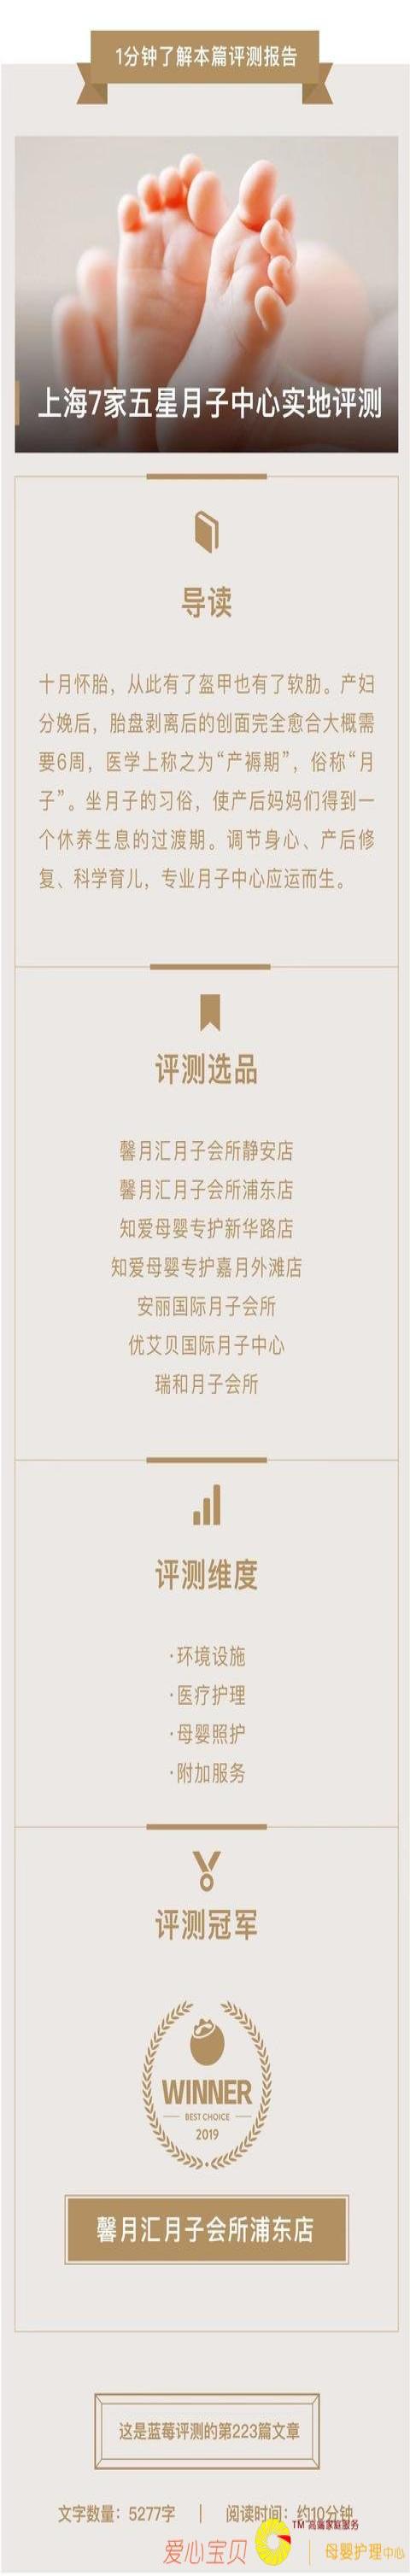 1分钟了解本篇评测报告
上海7家五星月子中心实地评测
导读
十月怀胎，从此有了盔甲也有了软肋。产妇
分娩后，胎盘剥离后的创面完全愈合大概需
要6周，医学上称之为“产褥期”，俗称“月
子”。坐月子的习俗，使产后妈妈们得到一
个休养生息的过渡期。调节身心、产后修
复、科学育儿，专业月子中心应运而生。
评测选品
馨月汇月子会所静安店
馨月汇月子会所浦东店
知爱母婴专护新华路店
知爱母婴专护嘉月外滩店
安丽国际月子会所
优艾贝国际月子中心
瑞和月子会所
评测维度
·环境设施
·医疗护理
·母婴照护
·附加服务
评测冠军
WINNER
BEST CHOICE
2019
馨月汇月子会所浦东店
这是蓝莓评测的第223篇文章
文字数量：5277字 | 阅读时间：约10分钟
TM 高端家庭服务
爱心宝贝 | 母婴护理中心